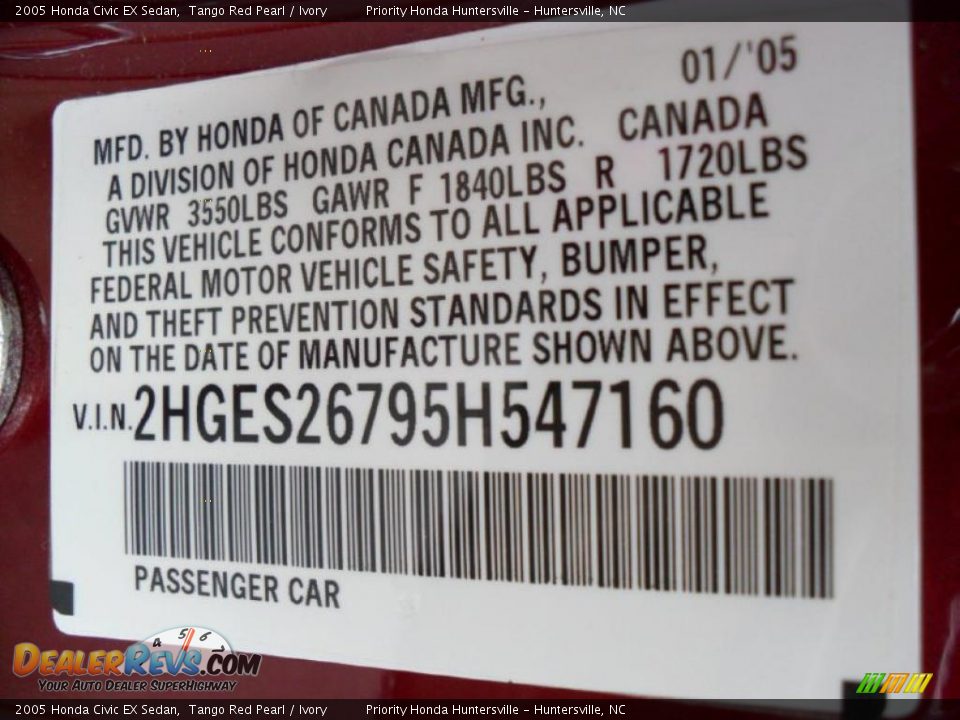 2005 Honda Civic EX Sedan, Tango Red Pearl / Ivory Priority Honda Huntersville - Huntersville, NC
01/'05
MFD. BY HONDA OF CANADA MFG.,
A DIVISION OF HONDA CANADA INC. CANADA
GVWR 3550LBS GAWR F 1840LBS R 1720LBS
THIS VEHICLE CONFORMS TO ALL APPLICABLE
FEDERAL MOTOR VEHICLE SAFETY, BUMPER,
AND THEFT PREVENTION STANDARDS IN EFFECT
ON THE DATE OF MANUFACTURE SHOWN ABOVE.
V.I.N. 2HGES26795H547160
PASSENGER CAR
4 5 6
DEALERREVS.COM
YOUR AUTO DEALER SUPERHIGHWAY
2005 Honda Civic EX Sedan, Tango Red Pearl / Ivory Priority Honda Huntersville - Huntersville, NC